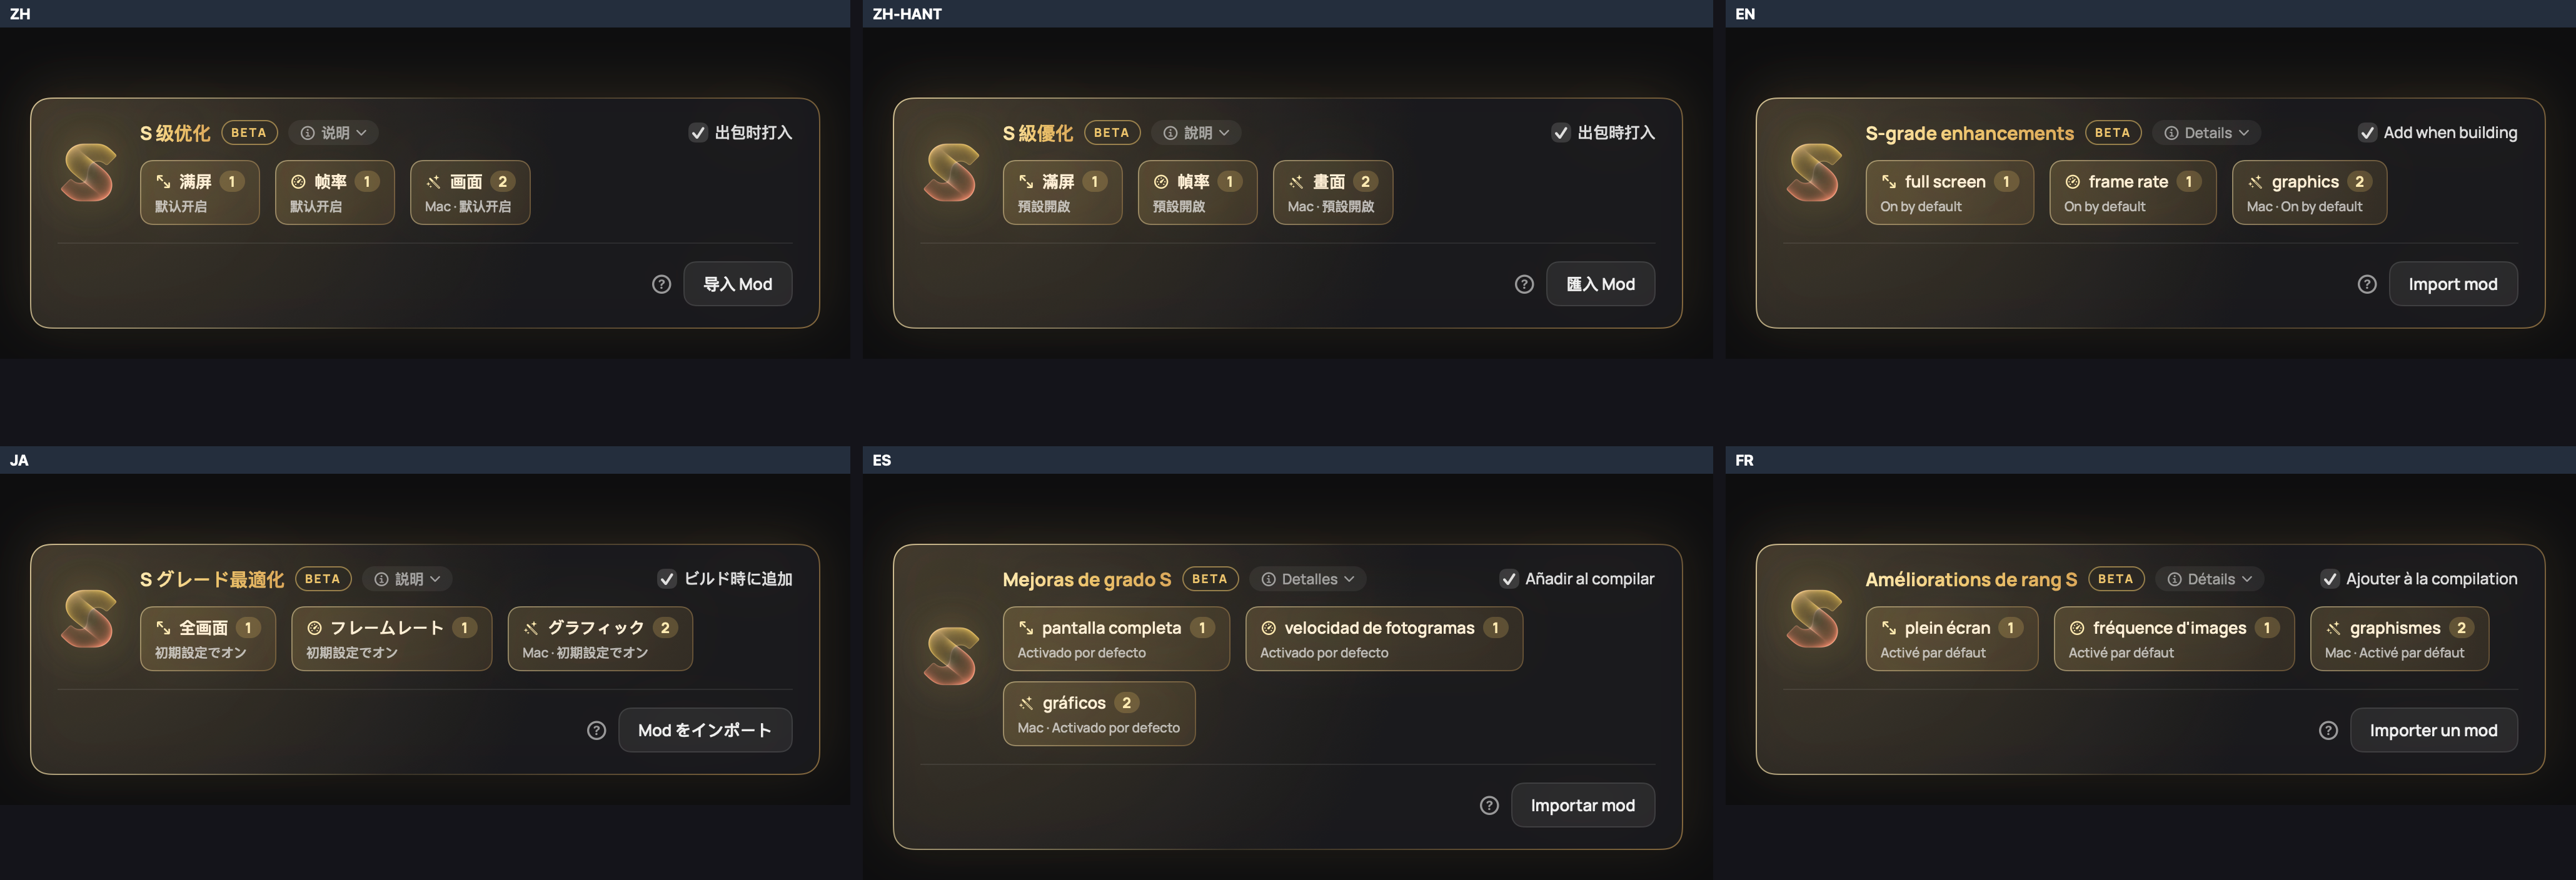 ZH
S 级优化 BETA 说明 出包时打入
满屏 1 帧率 1 画面 2
默认开启 默认开启 Mac · 默认开启
? 导入 Mod
ZH-HANT
S 級優化 BETA 說明 出包時打入
滿屏 1 幀率 1 畫面 2
預設開啟 預設開啟 Mac · 預設開啟
? 匯入 Mod
EN
S-grade enhancements BETA Details Add when building
full screen 1 frame rate 1 graphics 2
On by default On by default Mac · On by default
? Import mod
JA
S グレード最適化 BETA 説明 ビルド時に追加
全画面 1 フレームレート 1 グラフィック 2
初期設定でオン 初期設定でオン Mac · 初期設定でオン
? Mod をインポート
ES
Mejoras de grado S BETA Detalles Añadir al compilar
pantalla completa 1 velocidad de fotogramas 1
Activado por defecto Activado por defecto
gráficos 2
Mac · Activado por defecto
? Importar mod
FR
Améliorations de rang S BETA Détails Ajouter à la compilation
plein écran 1 fréquence d'images 1 graphismes 2
Activé par défaut Activé par défaut Mac · Activé par défaut
? Importer un mod